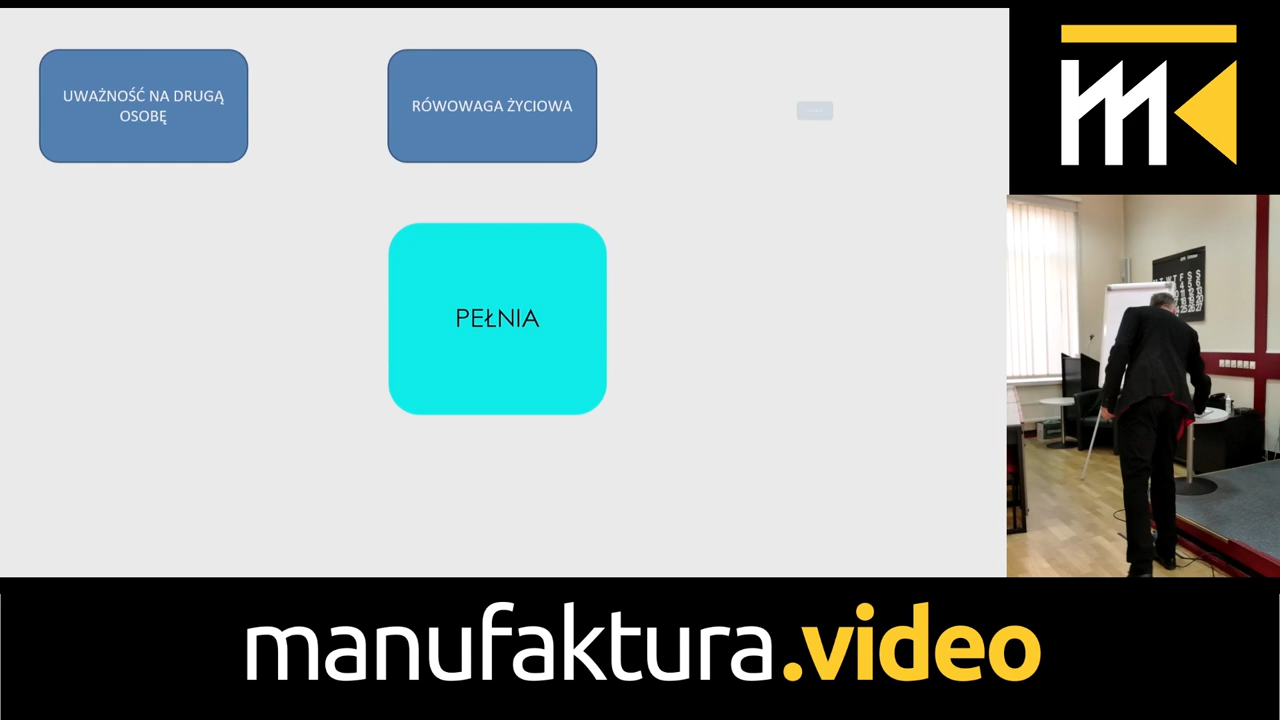 UWAŻNOŚĆ NA DRUGĄ
OSOBĘ
RÓWOWAGA ŻYCIOWA
PEŁNIA
manufaktura.video